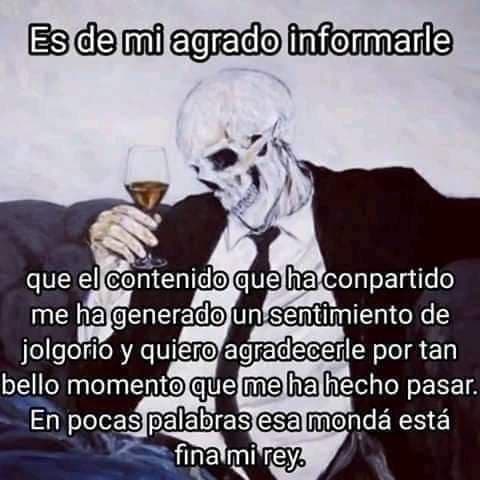 Es de mi agrado informarle
que el contenido que ha conpartido
me ha generado un sentimiento de
jolgorio y quiero agradecerle por tan
bello momento que me ha hecho pasar.
En pocas palabras esa mondá está
fina mi rey.